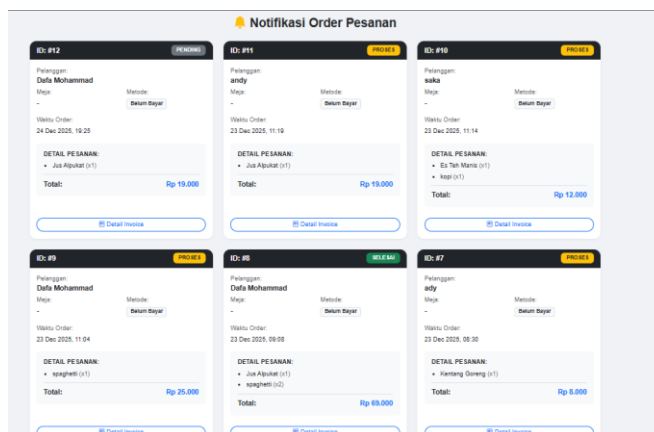 🔔 Notifikasi Order Pesanan
ID: #12 PENDING
Pelanggan:
Dafa Mohammad
Meja: Metode:
- Belum Bayar
Waktu Order:
24 Dec 2025, 19:25
DETAIL PESANAN:
• Jus Alpukat (x1)
Total: Rp 19.000
Detail Invoice
ID: #11 PROSES
Pelanggan:
andy
Meja: Metode:
- Belum Bayar
Waktu Order:
23 Dec 2025, 11:19
DETAIL PESANAN:
• Jus Alpukat (x1)
Total: Rp 19.000
Detail Invoice
ID: #10 PROSES
Pelanggan:
saka
Meja: Metode:
- Belum Bayar
Waktu Order:
23 Dec 2025, 11:14
DETAIL PESANAN:
• Es Teh Manis (x1)
• kopi (x1)
Total: Rp 12.000
Detail Invoice
ID: #9 PROSES
Pelanggan:
Dafa Mohammad
Meja: Metode:
- Belum Bayar
Waktu Order:
23 Dec 2025, 11:04
DETAIL PESANAN:
• spaghetti (x1)
Total: Rp 25.000
Detail Invoice
ID: #8 SELESAI
Pelanggan:
Dafa Mohammad
Meja: Metode:
- Belum Bayar
Waktu Order:
23 Dec 2025, 09:08
DETAIL PESANAN:
• Jus Alpukat (x1)
• spaghetti (x2)
Total: Rp 69.000
Detail Invoice
ID: #7 PROSES
Pelanggan:
ady
Meja: Metode:
- Belum Bayar
Waktu Order:
23 Dec 2025, 08:30
DETAIL PESANAN:
• Kentang Goreng (x1)
Total: Rp 8.000
Detail Invoice